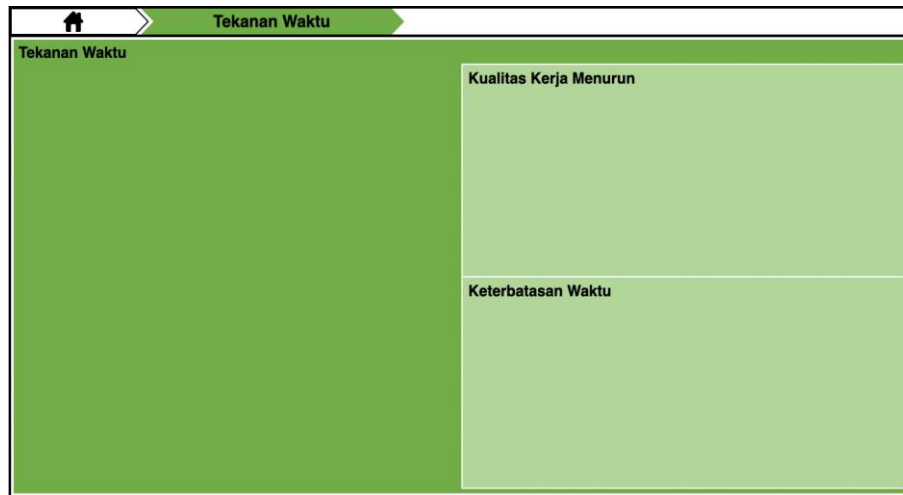 Tekanan Waktu
Tekanan Waktu
Kualitas Kerja Menurun
Keterbatasan Waktu